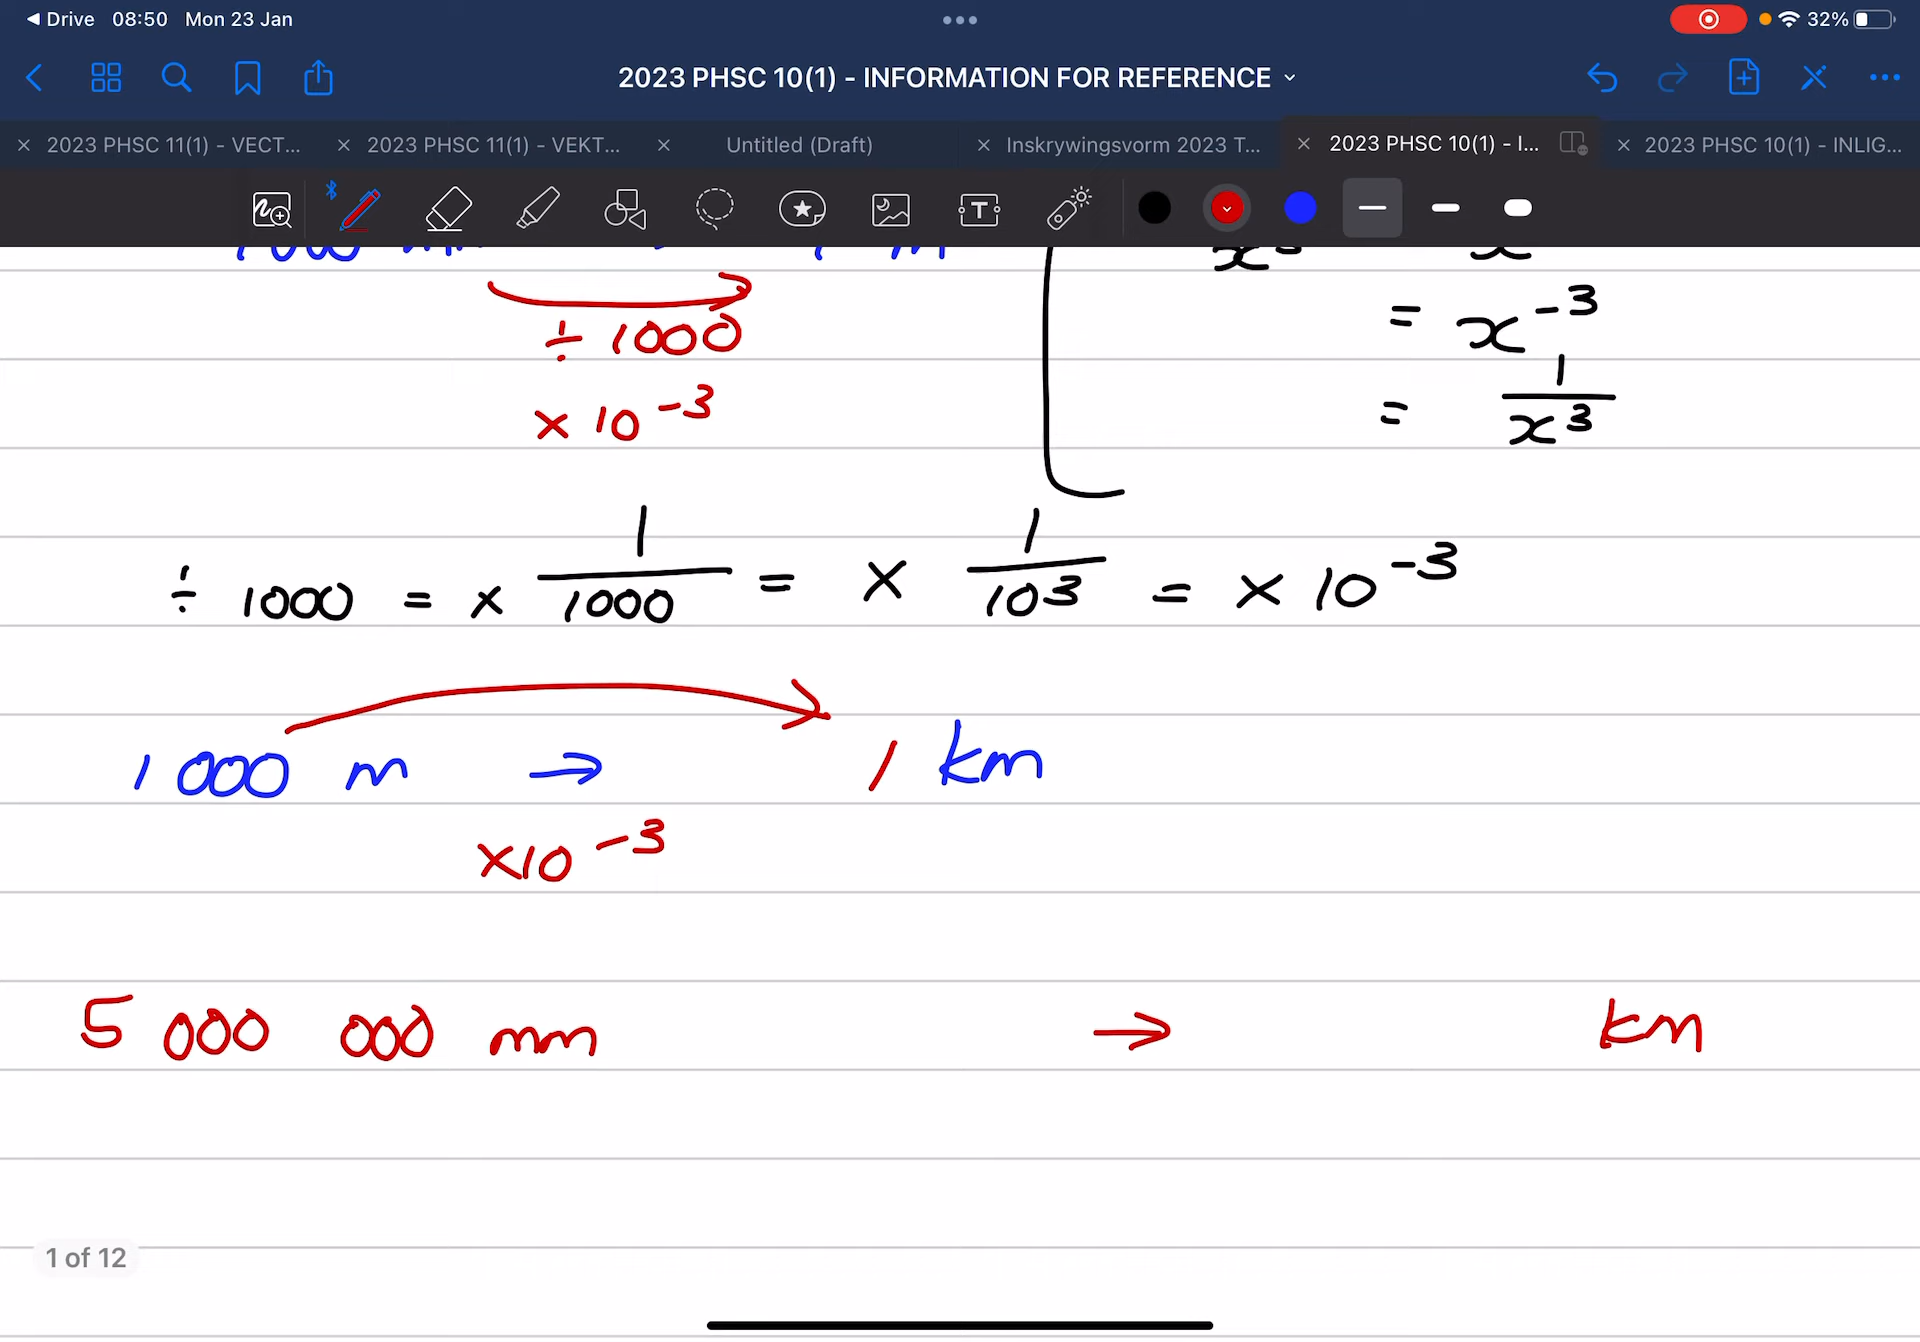 Drive 08:50 Mon 23 Jan 32%
2023 PHSC 10(1) - INFORMATION FOR REFERENCE
2023 PHSC 11(1) - VECT... 2023 PHSC 11(1) - VEKT... Untitled (Draft) Inskrywingsvorm 2023 T... 2023 PHSC 10(1) - I... 2023 PHSC 10(1) - INLIG...
T
1000 mm → 1 m
÷ 1000
× 10⁻³
= x⁻³
= 1/x³
÷ 1000 = × 1/1000 = × 1/10³ = × 10⁻³
1 000 m → 1 km
×10⁻³
5 000 000 mm → km
1 of 12